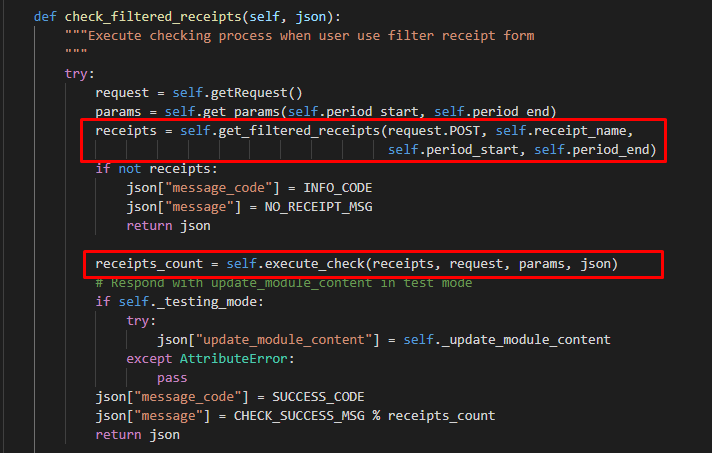 def check_filtered_receipts(self, json):
"""Execute checking process when user use filter receipt form
"""
try:
request = self.getRequest()
params = self.get_params(self.period_start, self.period_end)
receipts = self.get_filtered_receipts(request.POST, self.receipt_name,
self.period_start, self.period_end)
if not receipts:
json["message_code"] = INFO_CODE
json["message"] = NO_RECEIPT_MSG
return json
receipts_count = self.execute_check(receipts, request, params, json)
# Respond with update_module_content in test mode
if self._testing_mode:
try:
json["update_module_content"] = self._update_module_content
except AttributeError:
pass
json["message_code"] = SUCCESS_CODE
json["message"] = CHECK_SUCCESS_MSG % receipts_count
return json